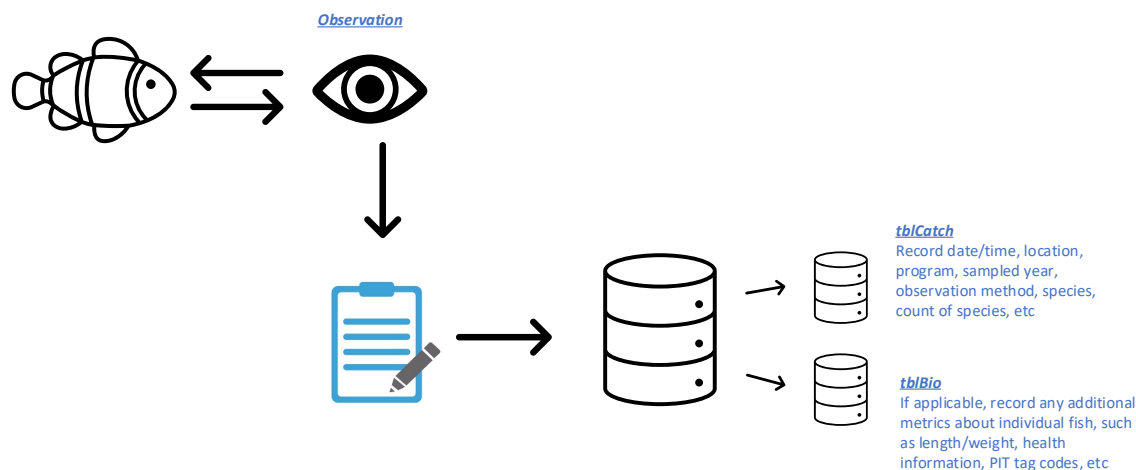 Observation
tblCatch
Record date/time, location,
program, sampled year,
observation method, species,
count of species, etc
tblBio
If applicable, record any additional
metrics about individual fish, such
as length/weight, health
information, PIT tag codes, etc